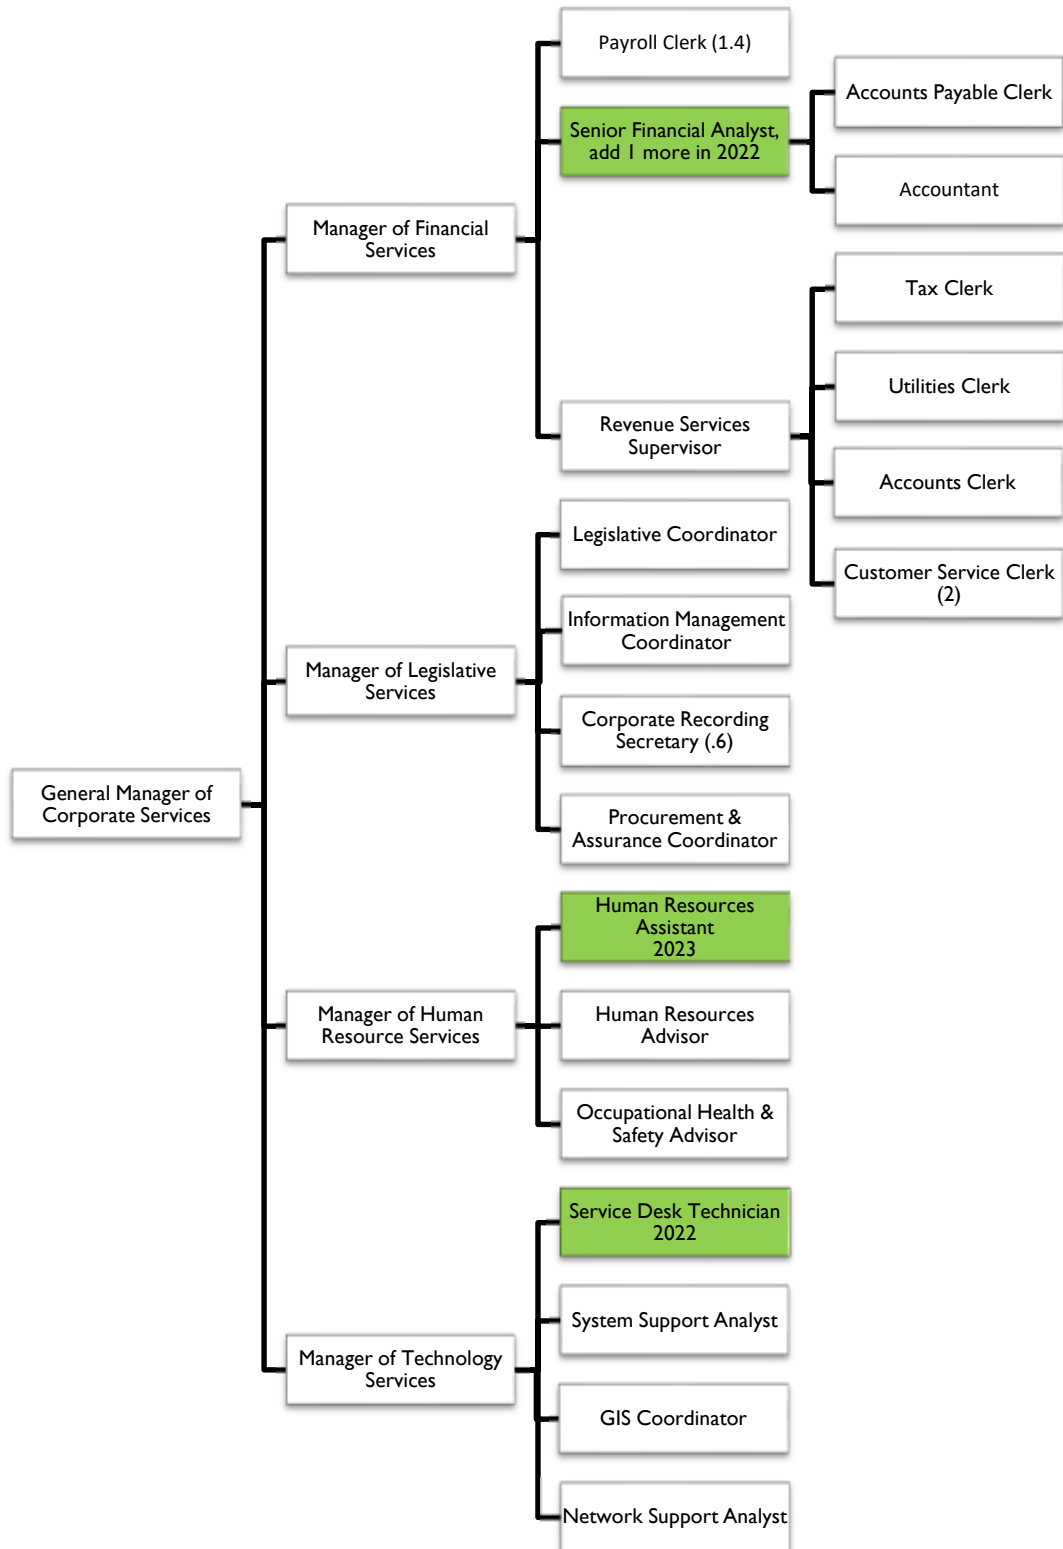 Payroll Clerk (1.4)
Senior Financial Analyst,
add 1 more in 2022
Accounts Payable Clerk
Accountant
Manager of Financial
Services
Tax Clerk
Utilities Clerk
Revenue Services
Supervisor
Accounts Clerk
Customer Service Clerk
(2)
Legislative Coordinator
Information Management
Coordinator
Manager of Legislative
Services
Corporate Recording
Secretary (.6)
Procurement &
Assurance Coordinator
General Manager of
Corporate Services
Human Resources
Assistant
2023
Manager of Human
Resource Services
Human Resources
Advisor
Occupational Health &
Safety Advisor
Service Desk Technician
2022
System Support Analyst
Manager of Technology
Services
GIS Coordinator
Network Support Analyst